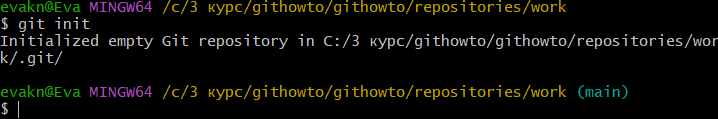 evakn@Eva MINGW64 /c/3 курс/githowto/githowto/repositories/work
$ git init
Initialized empty Git repository in C:/3 курс/githowto/githowto/repositories/wor
k/.git/
evakn@Eva MINGW64 /c/3 курс/githowto/githowto/repositories/work (main)
$